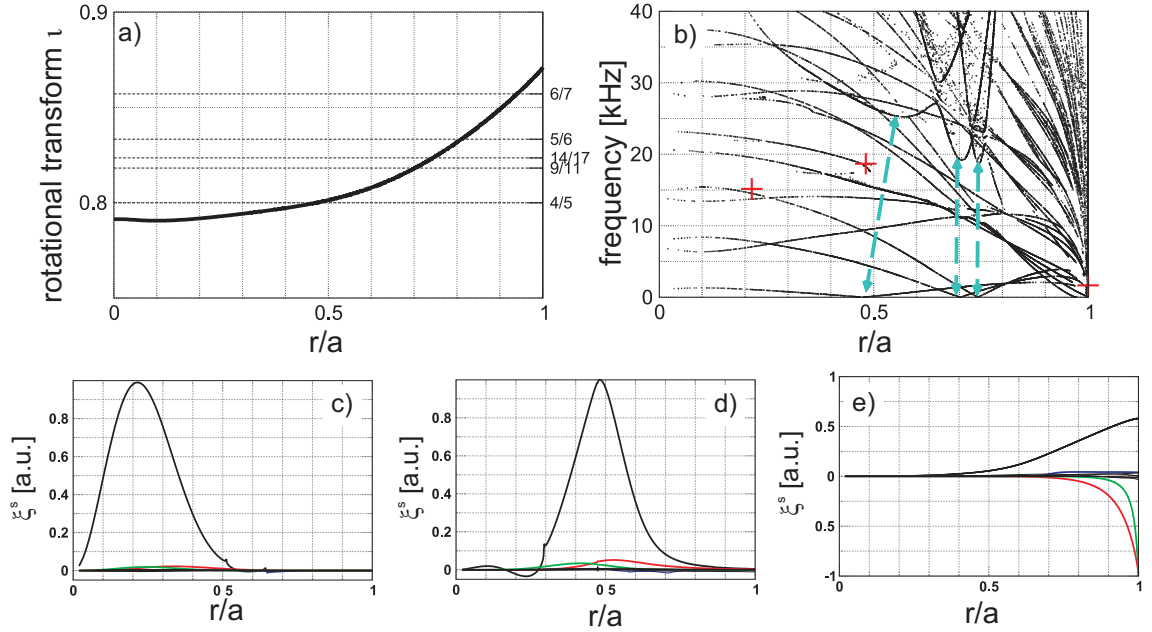 a)
rotational transform ι
0.9
0.8
6/7
5/6
14/17
9/11
4/5
0
0.5
1
r/a
b)
frequency [kHz]
40
30
20
10
0
0
0.5
1
r/a
c)
ξˢ [a.u.]
0.8
0.6
0.4
0.2
0
0
0.5
1
r/a
d)
ξˢ [a.u.]
0.8
0.6
0.4
0.2
0
0
0 5
1
r/a
e)
ξˢ [a.u.]
1
0.5
0
0.5
-1
0
0.5
1
r/a